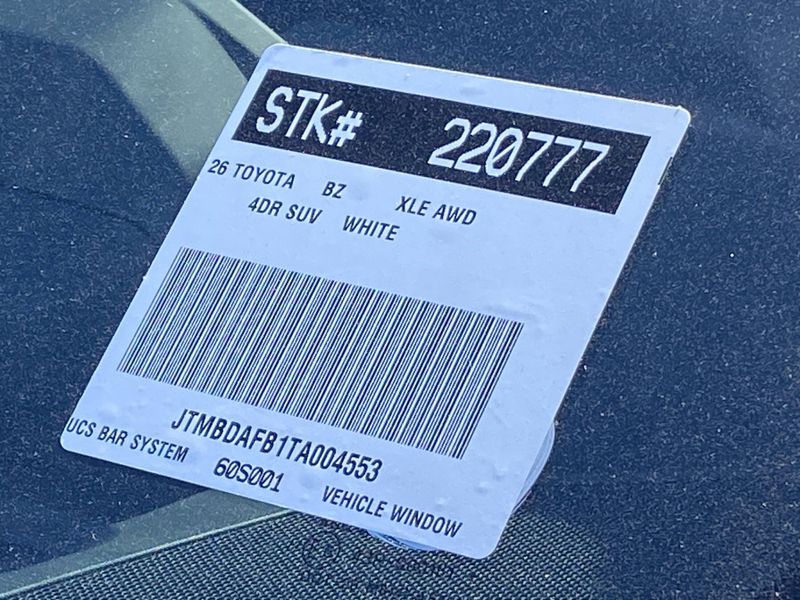 STK# 220777
26 TOYOTA BZ XLE AWD
4DR SUV WHITE
JTMBDAFB1TA004553
UCS BAR SYSTEM 60S001 VEHICLE WINDOW